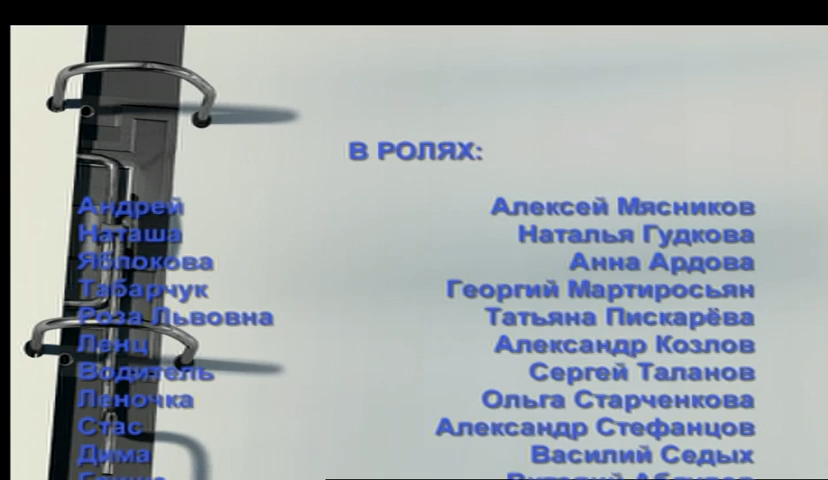 В РОЛЯХ:
Андрей Алексей Мясников
Наташа Наталья Гудкова
Яблокова Анна Ардова
Табарчук Георгий Мартиросьян
Роза Львовна Татьяна Пискарёва
Ленц Александр Козлов
Водитель Сергей Таланов
Леночка Ольга Старченкова
Стас Александр Стефанцов
Дима Василий Седых